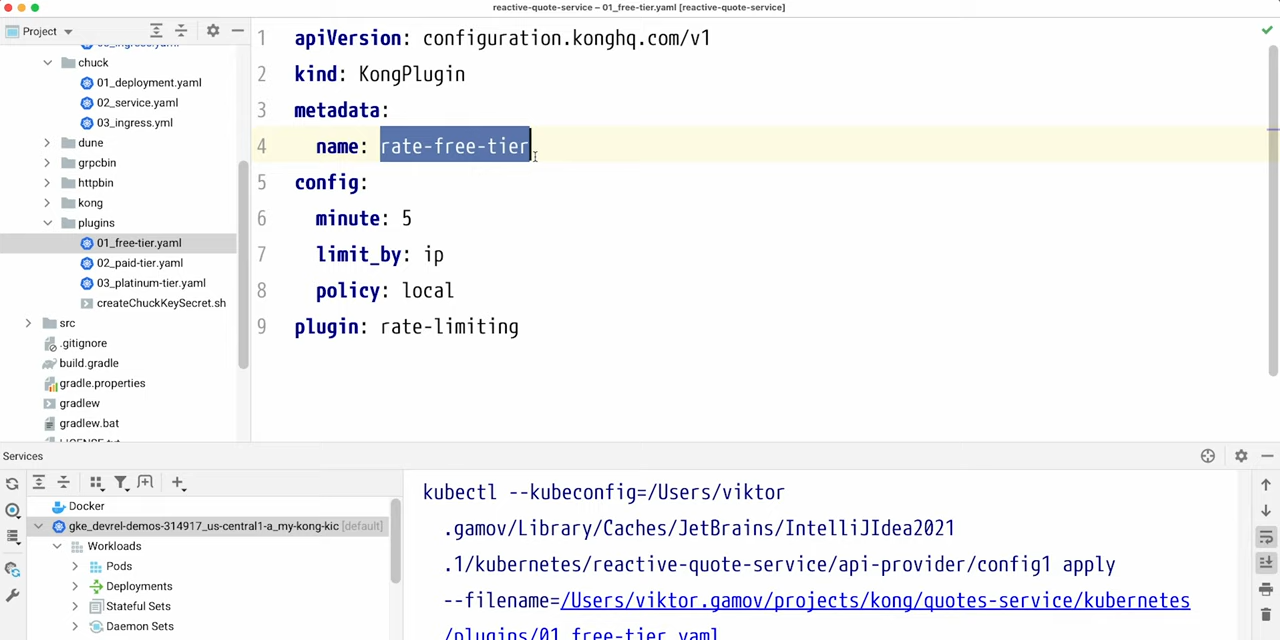 reactive-quote-service – 01_free-tier.yaml [reactive-quote-service]
Project
chuck
01_deployment.yaml
02_service.yaml
03_ingress.yml
dune
grpcbin
httpbin
kong
plugins
01_free-tier.yaml
02_paid-tier.yaml
03_platinum-tier.yaml
createChuckKeySecret.sh
src
.gitignore
build.gradle
gradle.properties
gradlew
gradlew.bat
1 apiVersion: configuration.konghq.com/v1
2 kind: KongPlugin
3 metadata:
4 name: rate-free-tier
5 config:
6 minute: 5
7 limit_by: ip
8 policy: local
9 plugin: rate-limiting
Services
Docker
gke_devrel-demos-314917_us-central1-a_my-kong-kic [default]
Workloads
Pods
Deployments
Stateful Sets
Daemon Sets
kubectl --kubeconfig=/Users/viktor
.gamov/Library/Caches/JetBrains/IntelliJIdea2021
.1/kubernetes/reactive-quote-service/api-provider/config1 apply
--filename=/Users/viktor.gamov/projects/kong/quotes-service/kubernetes
/plugins/01_free-tier.yaml